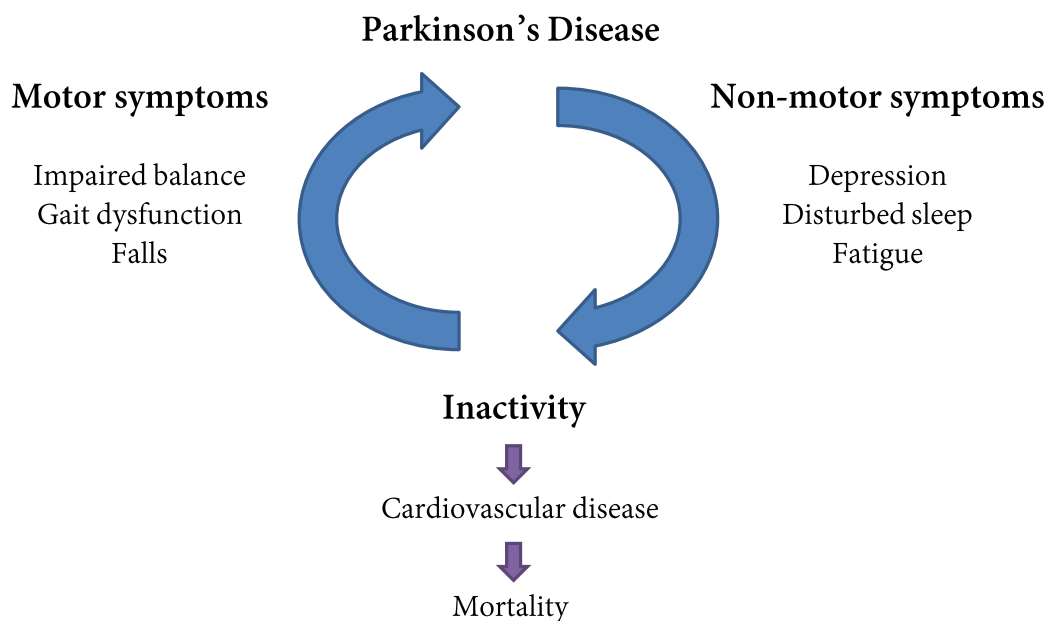 Parkinson’s Disease
Motor symptoms
Impaired balance
Gait dysfunction
Falls
Non-motor symptoms
Depression
Disturbed sleep
Fatigue
Inactivity
Cardiovascular disease
Mortality